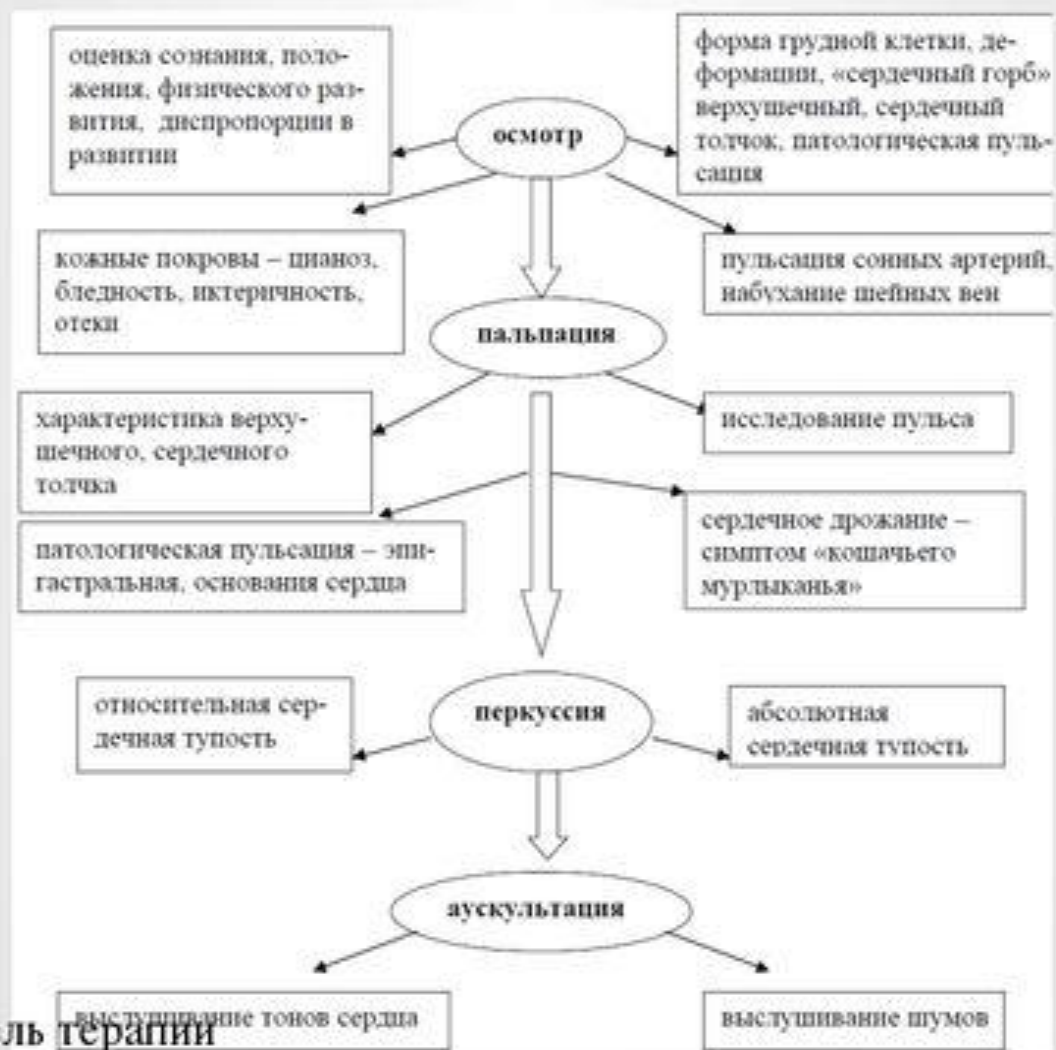 оценка сознания, поло-
жения, физического раз-
вития, диспропорции в
развитии
осмотр
форма грудной клетки, де-
формации, «сердечный горб»
верхушечный, сердечный
толчок, патологическая пуль-
сация
кожные покровы – цианоз,
бледность, иктеричность,
отеки
пульсация сонных артерий,
набухание шейных вен
пальпация
характеристика верху-
шечного, сердечного
толчка
исследование пульса
патологическая пульсация – эпи-
гастральная, основания сердца
сердечное дрожание –
симптом «кошачьего
мурлыканья»
относительная сер-
дечная тупость
перкуссия
абсолютная
сердечная тупость
аускультация
выслушивание тонов сердца
выслушивание шумов
ль терапии